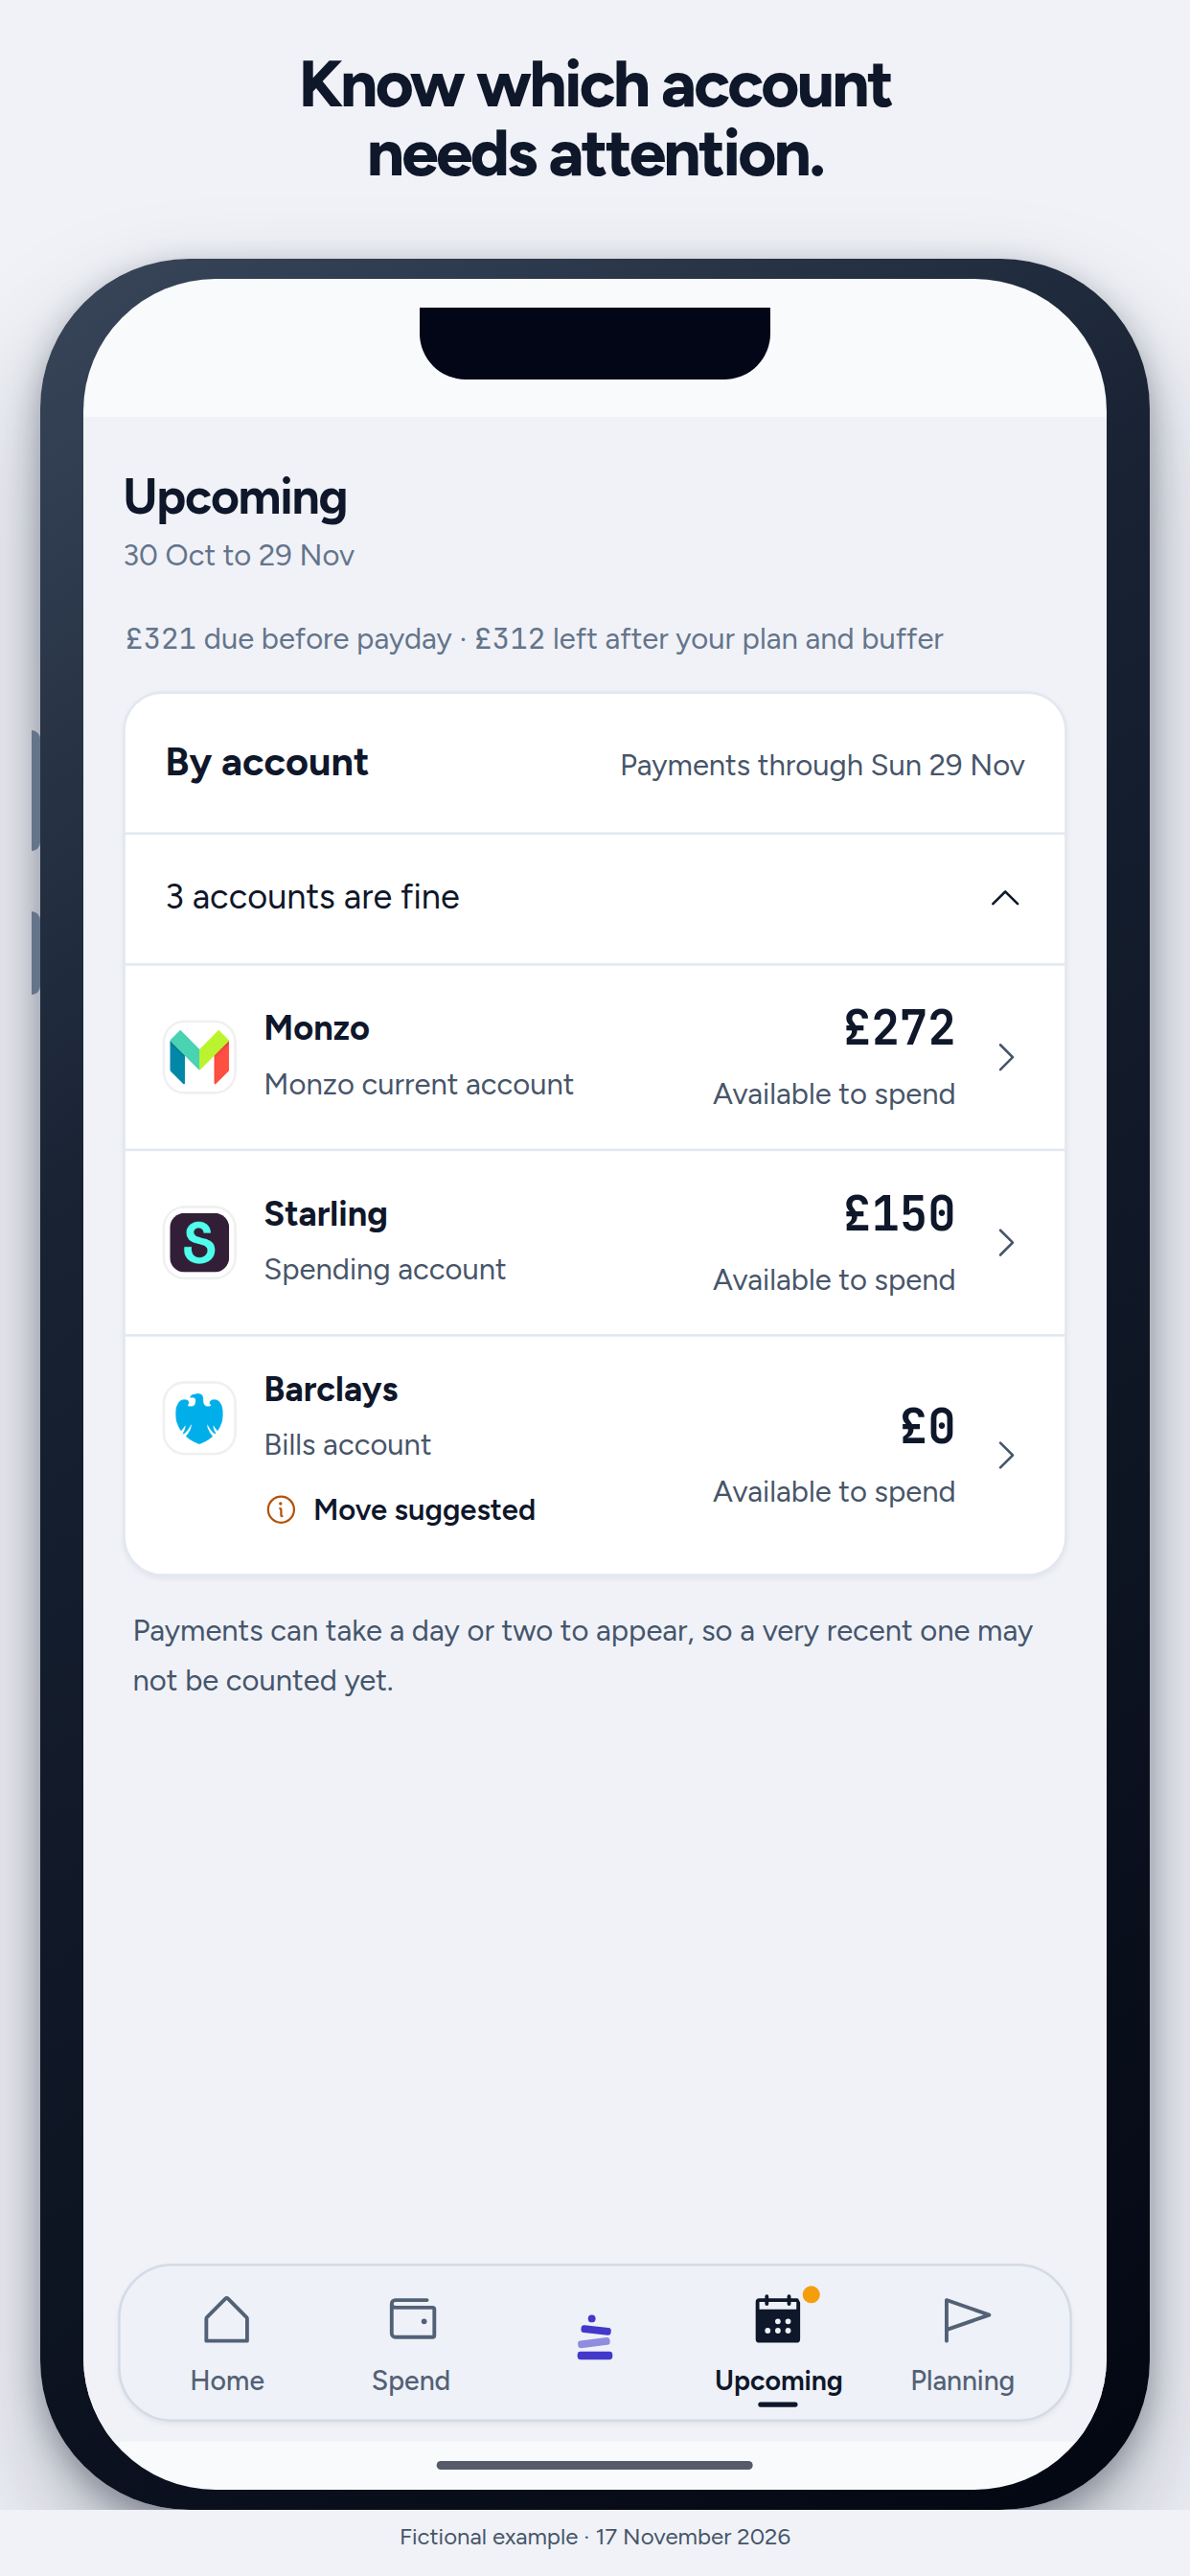 Know which account
needs attention.
Upcoming
30 Oct to 29 Nov
£321 due before payday · £312 left after your plan and buffer
By account
Payments through Sun 29 Nov
3 accounts are fine
Monzo
£272
Monzo current account
Available to spend
S
Starling
£150
Spending account
Available to spend
Barclays
£0
Bills account
Available to spend
Move suggested
Payments can take a day or two to appear, so a very recent one may
not be counted yet.
Home
Spend
Upcoming
Planning
Fictional example · 17 November 2026